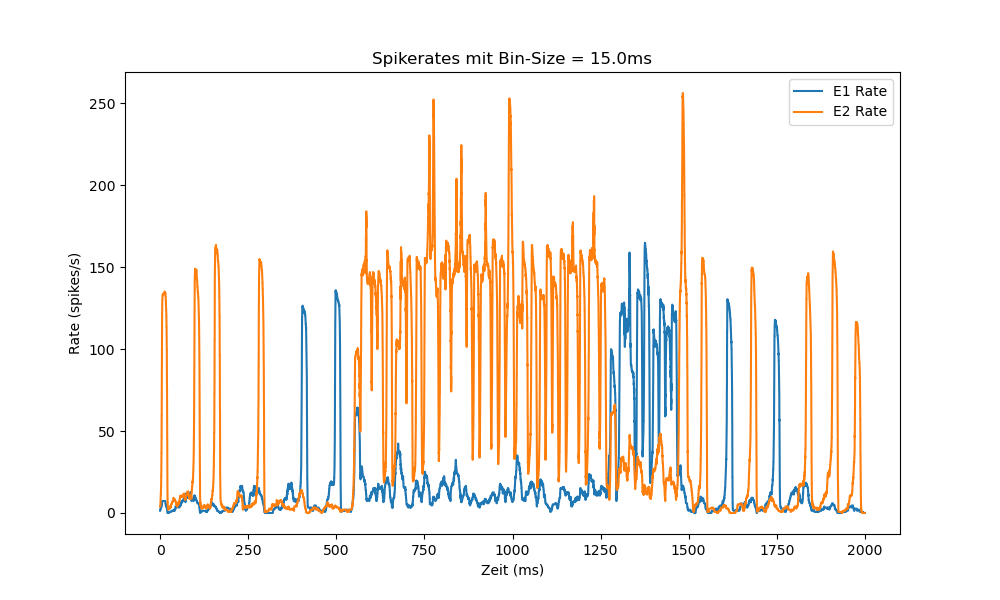 Spikerates mit Bin-Size = 15.0ms
E1 Rate
E2 Rate
Rate (spikes/s)
250
200
150
100
50
0
0 250 500 750 1000 1250 1500 1750 2000
Zeit (ms)